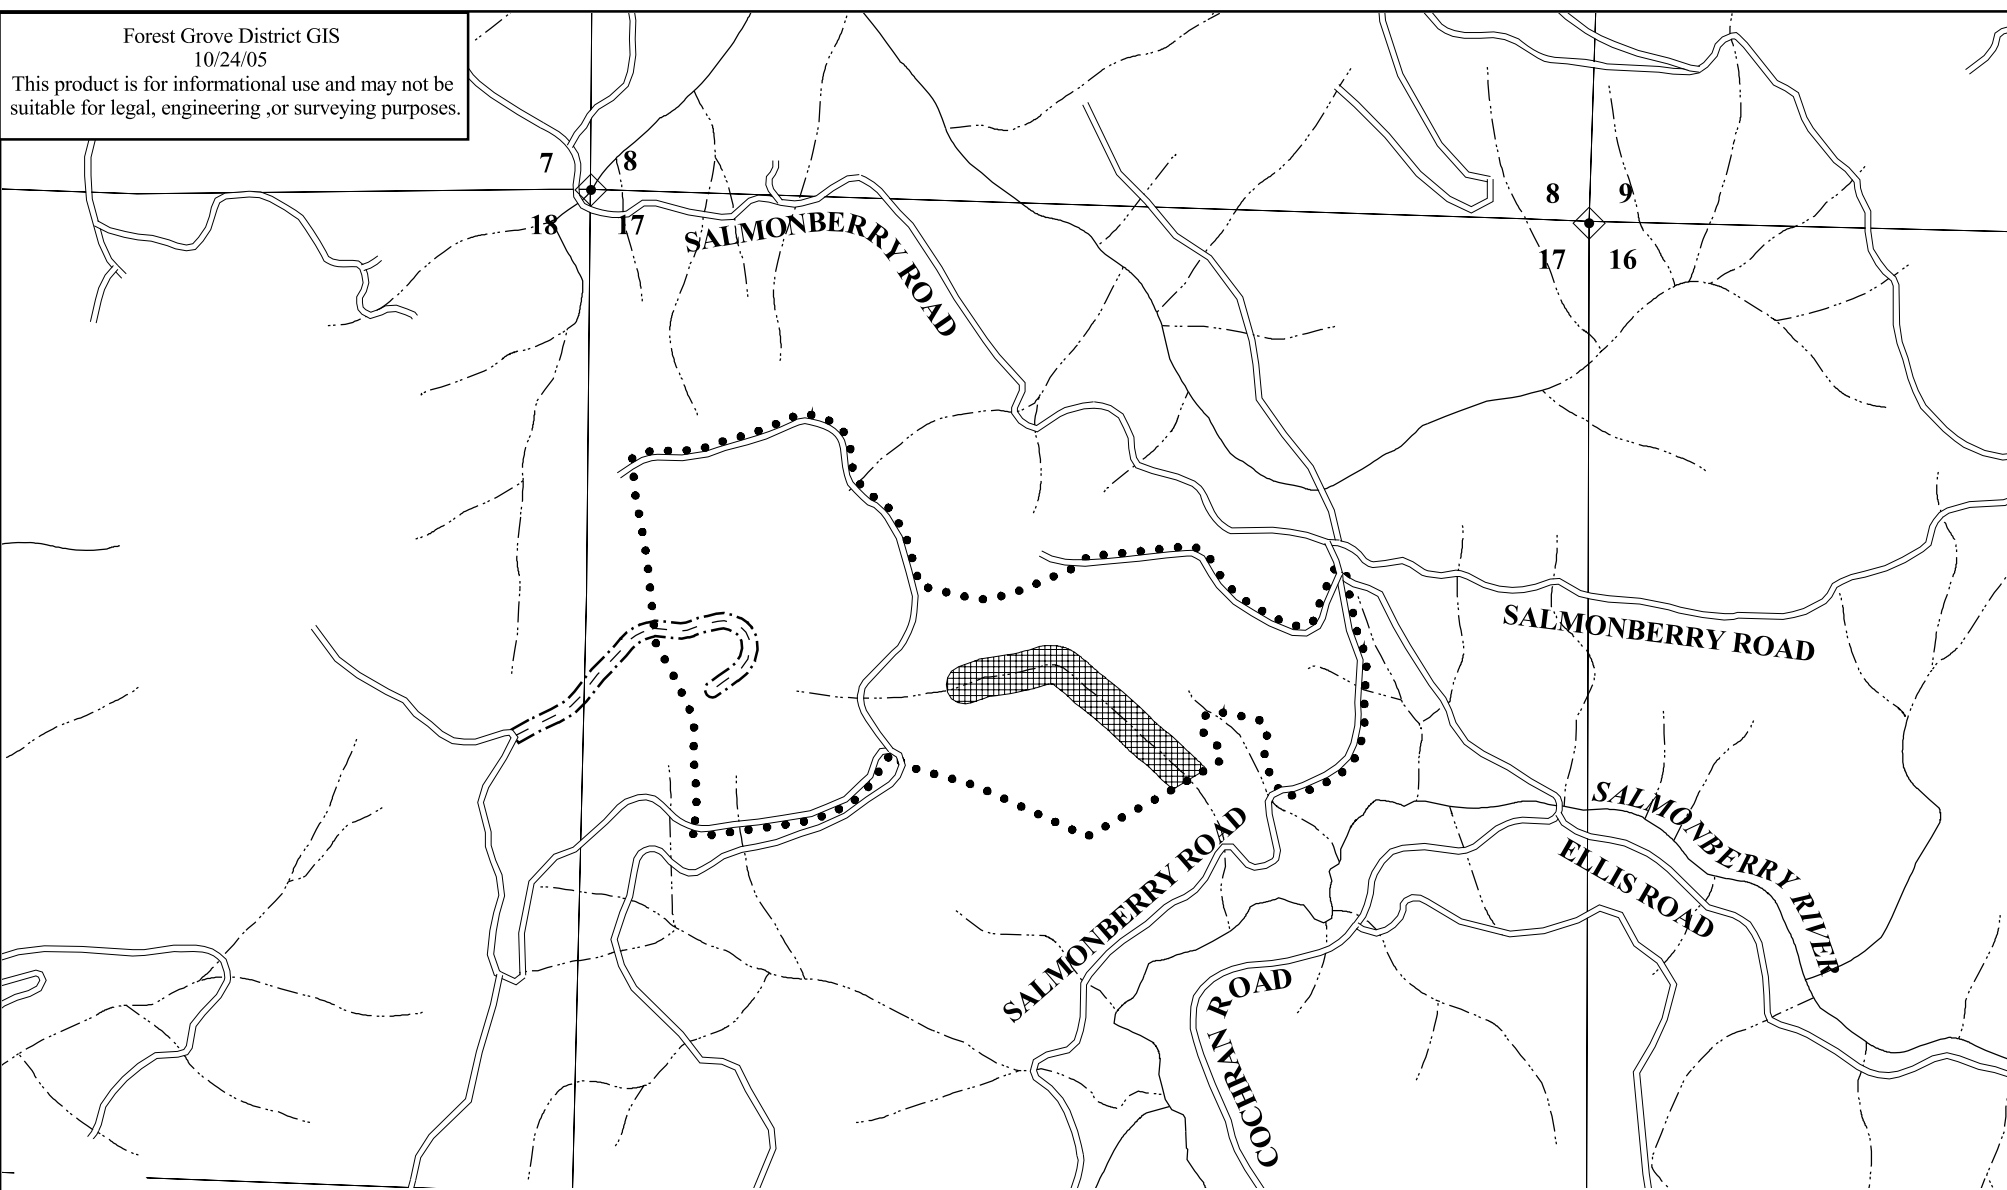 Forest Grove District GIS
10/24/05
This product is for informational use and may not be
suitable for legal, engineering ,or surveying purposes.
7 8
18 17
8 9
17 16
SALMONBERRY ROAD
SALMONBERRY ROAD
SALMONBERRY RIVER
ELLIS ROAD
SALMONBERRY ROAD
COCHRAN ROAD